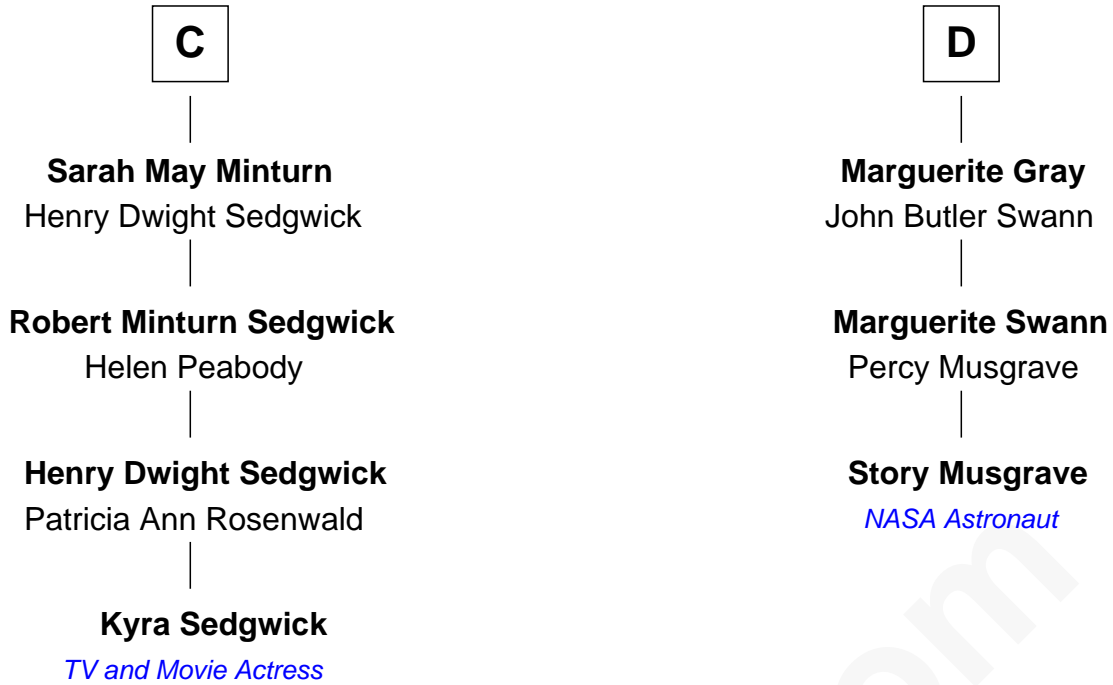 C
Sarah May Minturn
Henry Dwight Sedgwick
Robert Minturn Sedgwick
Helen Peabody
Henry Dwight Sedgwick
Patricia Ann Rosenwald
Kyra Sedgwick
TV and Movie Actress
D
Marguerite Gray
John Butler Swann
Marguerite Swann
Percy Musgrave
Story Musgrave
NASA Astronaut
om